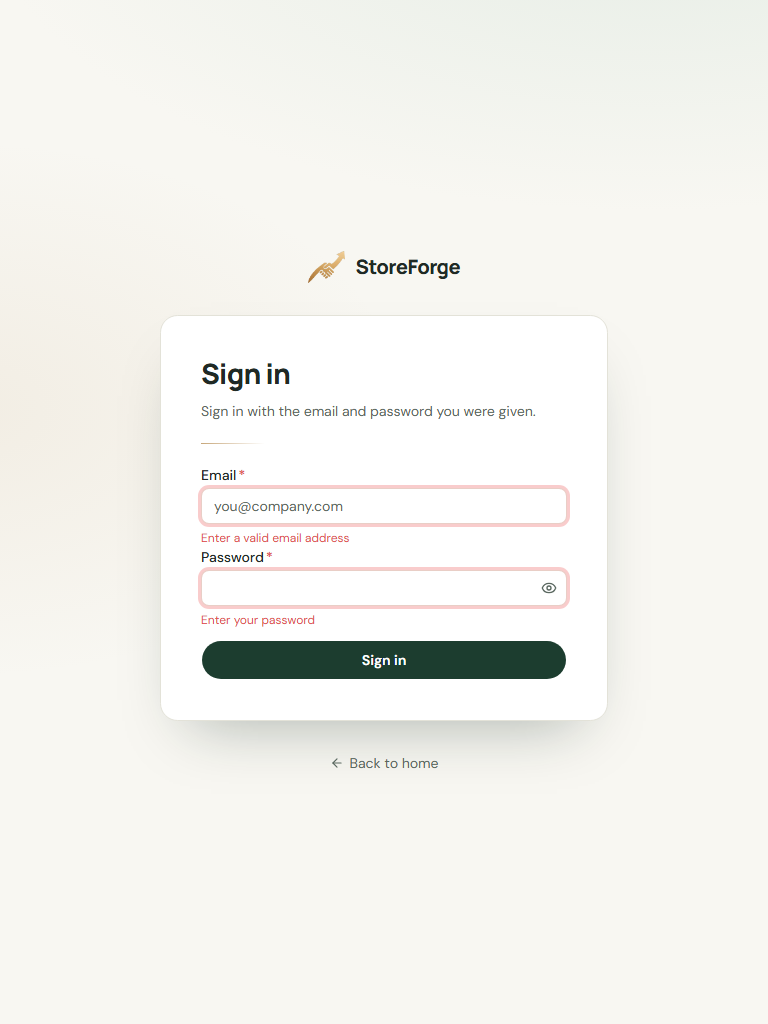 StoreForge
Sign in
Sign in with the email and password you were given.
Email *
you@company.com
Enter a valid email address
Password *
Enter your password
Sign in
Back to home